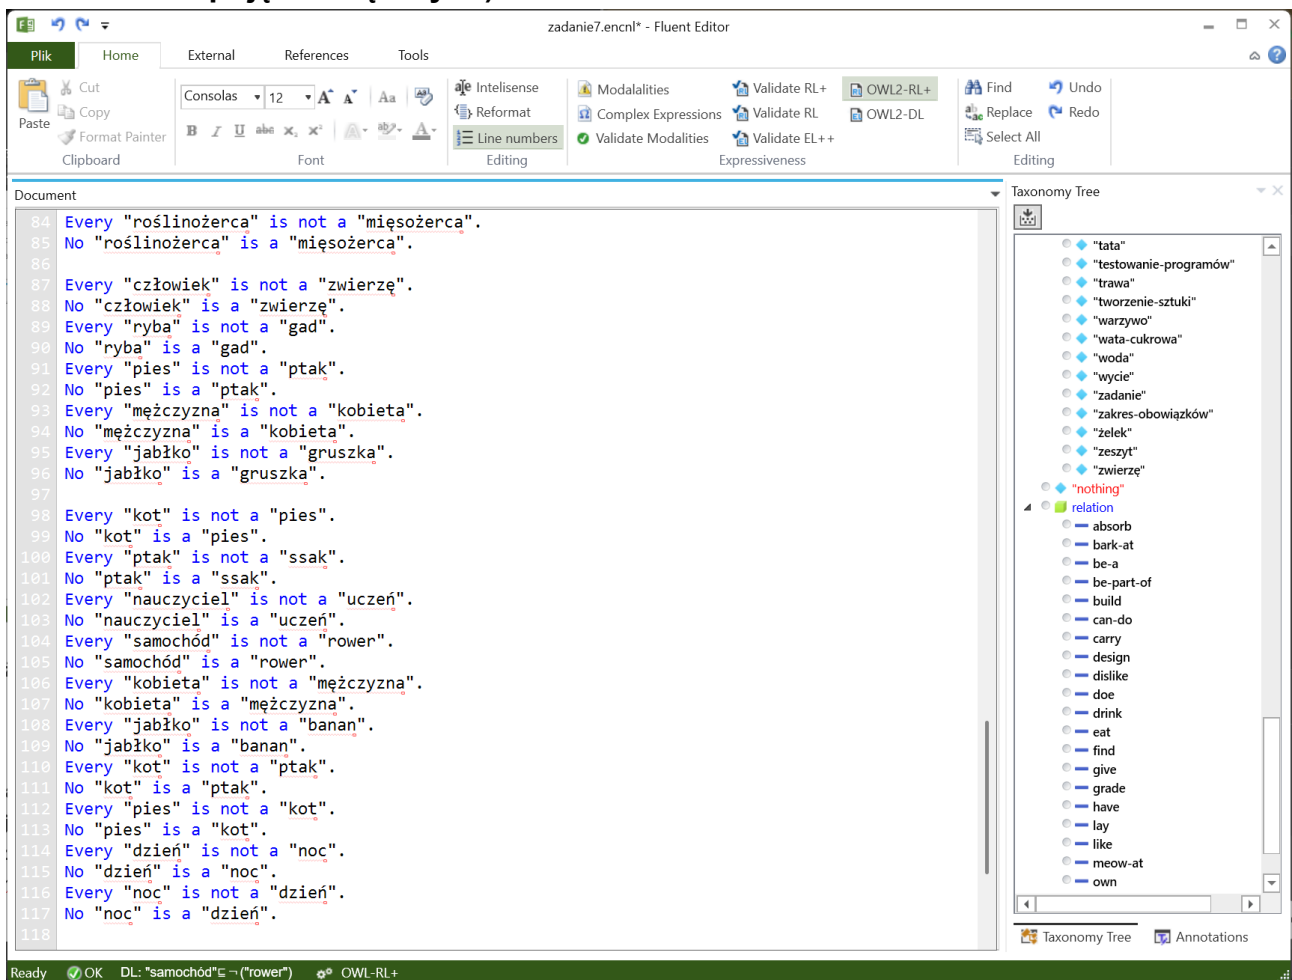 zadanie7.encnl* - Fluent Editor
Plik Home External References Tools
Paste
Cut
Copy
Format Painter
Clipboard
Consolas 12
Font
Intelisense
Reformat
Line numbers
Editing
Modalalities
Complex Expressions
Validate Modalities
Validate RL+
Validate RL
Validate EL++
OWL2-RL+
OWL2-DL
Expressiveness
Find
Replace
Select All
Undo
Redo
Editing
Document
84 Every "roślinożerca" is not a "mięsożerca".
85 No "roślinożerca" is a "mięsożerca".
86
87 Every "człowiek" is not a "zwierzę".
88 No "człowiek" is a "zwierzę".
89 Every "ryba" is not a "gad".
90 No "ryba" is a "gad".
91 Every "pies" is not a "ptak".
92 No "pies" is a "ptak".
93 Every "mężczyzna" is not a "kobieta".
94 No "mężczyzna" is a "kobieta".
95 Every "jabłko" is not a "gruszka".
96 No "jabłko" is a "gruszka".
97
98 Every "kot" is not a "pies".
99 No "kot" is a "pies".
100 Every "ptak" is not a "ssak".
101 No "ptak" is a "ssak".
102 Every "nauczyciel" is not a "uczeń".
103 No "nauczyciel" is a "uczeń".
104 Every "samochód" is not a "rower".
105 No "samochód" is a "rower".
106 Every "kobieta" is not a "mężczyzna".
107 No "kobieta" is a "mężczyzna".
108 Every "jabłko" is not a "banan".
109 No "jabłko" is a "banan".
110 Every "kot" is not a "ptak".
111 No "kot" is a "ptak".
112 Every "pies" is not a "kot".
113 No "pies" is a "kot".
114 Every "dzień" is not a "noc".
115 No "dzień" is a "noc".
116 Every "noc" is not a "dzień".
117 No "noc" is a "dzień".
118
Taxonomy Tree
"tata"
"testowanie-programów"
"trawa"
"tworzenie-sztuki"
"warzywo"
"wata-cukrowa"
"woda"
"wycie"
"zadanie"
"zakres-obowiązków"
"żelek"
"zeszyt"
"zwierzę"
"nothing"
relation
absorb
bark-at
be-a
be-part-of
build
can-do
carry
design
dislike
doe
drink
eat
find
give
grade
have
lay
like
meow-at
own
Taxonomy Tree Annotations
Ready OK DL: "samochód"⊑¬("rower") OWL-RL+